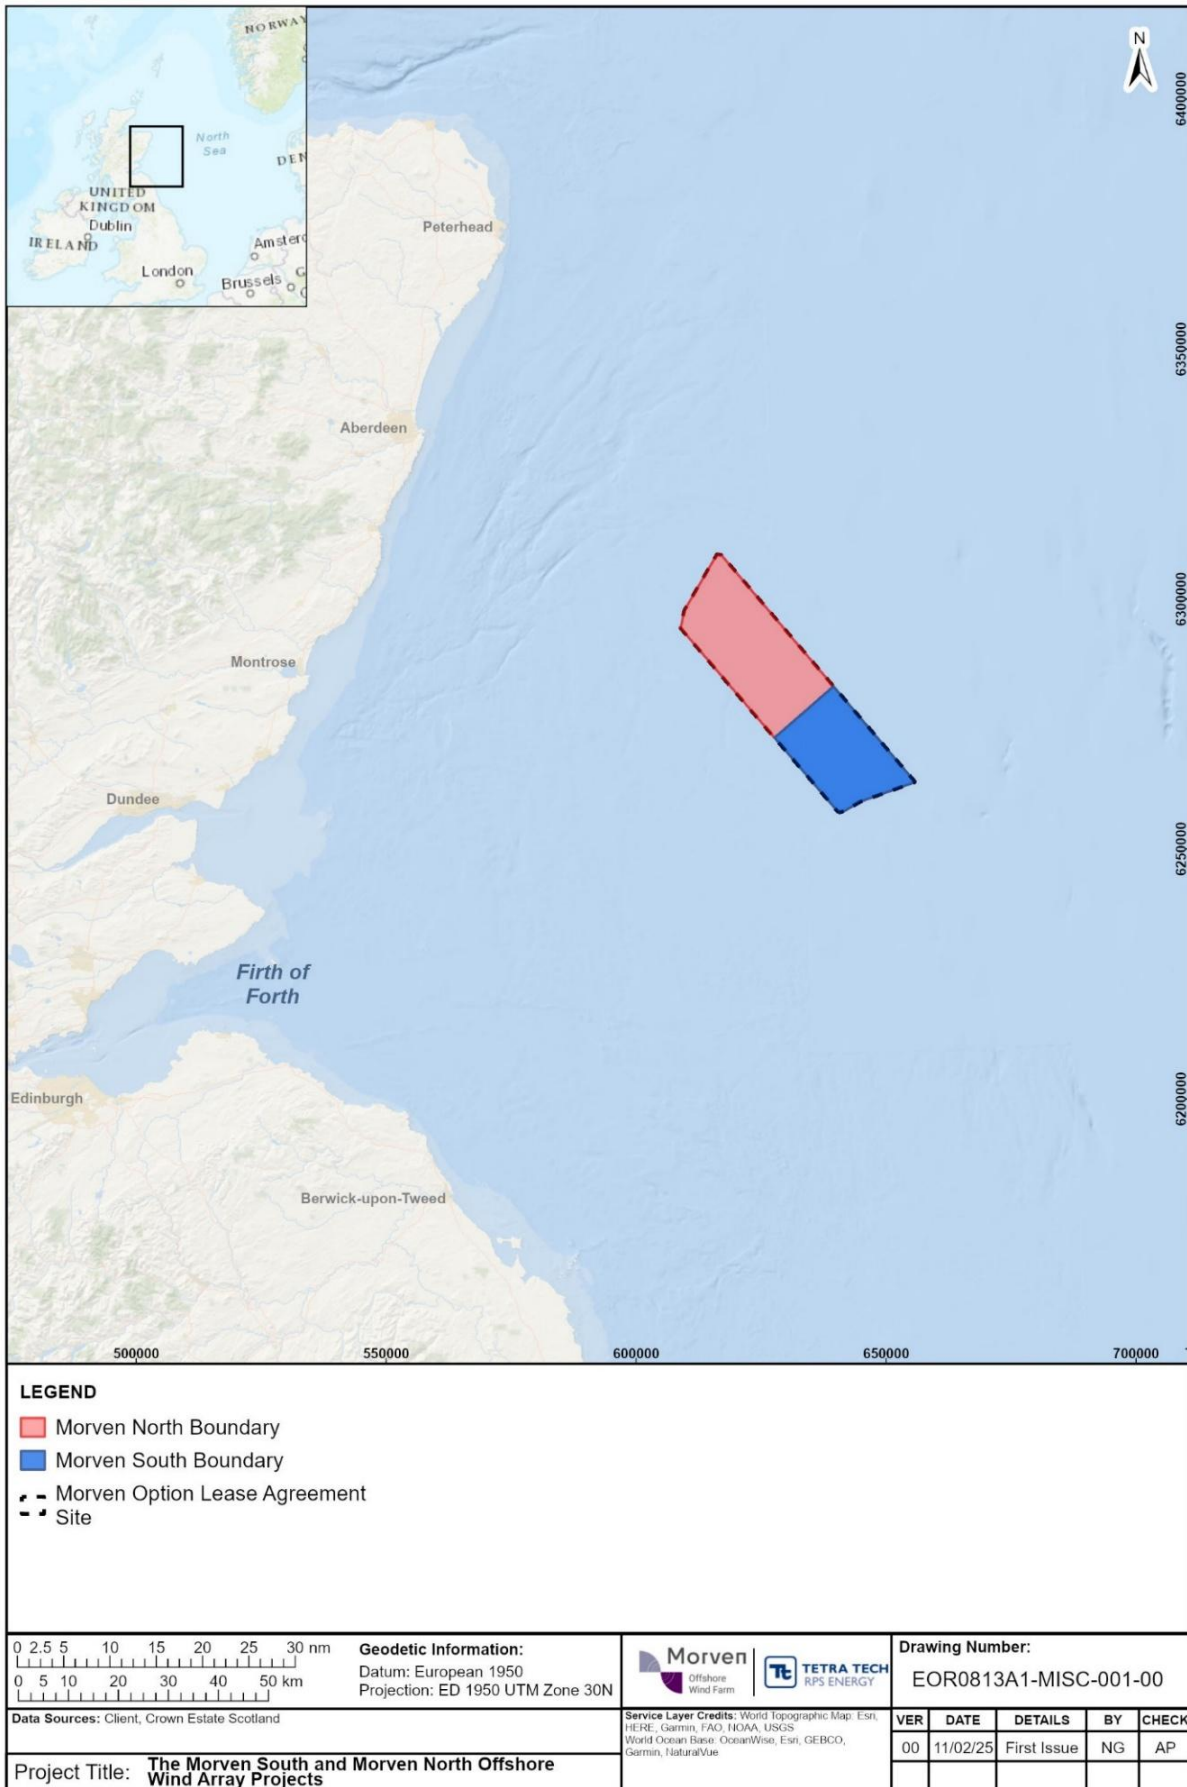 NORWAY
North
Sea
DEN
UNITED
KINGDOM
Dublin
IRELAND
Amsterd
London
Brussels
G
N
Peterhead
Aberdeen
Montrose
Dundee
Firth of
Forth
Edinburgh
Berwick-upon-Tweed
6400000
6350000
6300000
6250000
6200000
500000 550000 600000 650000 700000
LEGEND
Morven North Boundary
Morven South Boundary
Morven Option Lease Agreement
Site
0 2.5 5 10 15 20 25 30 nm
0 5 10 20 30 40 50 km
Geodetic Information:
Datum: European 1950
Projection: ED 1950 UTM Zone 30N
Morven
Offshore
Wind Farm
Tt TETRA TECH
RPS ENERGY
Drawing Number:
EOR0813A1-MISC-001-00
Data Sources: Client, Crown Estate Scotland
Service Layer Credits: World Topographic Map: Esri,
HERE, Garmin, FAO, NOAA, USGS
World Ocean Base: OceanWise, Esri, GEBCO,
Garmin, NaturalVue
VER DATE DETAILS BY CHECK
00 11/02/25 First Issue NG AP
Project Title: The Morven South and Morven North Offshore
Wind Array Projects